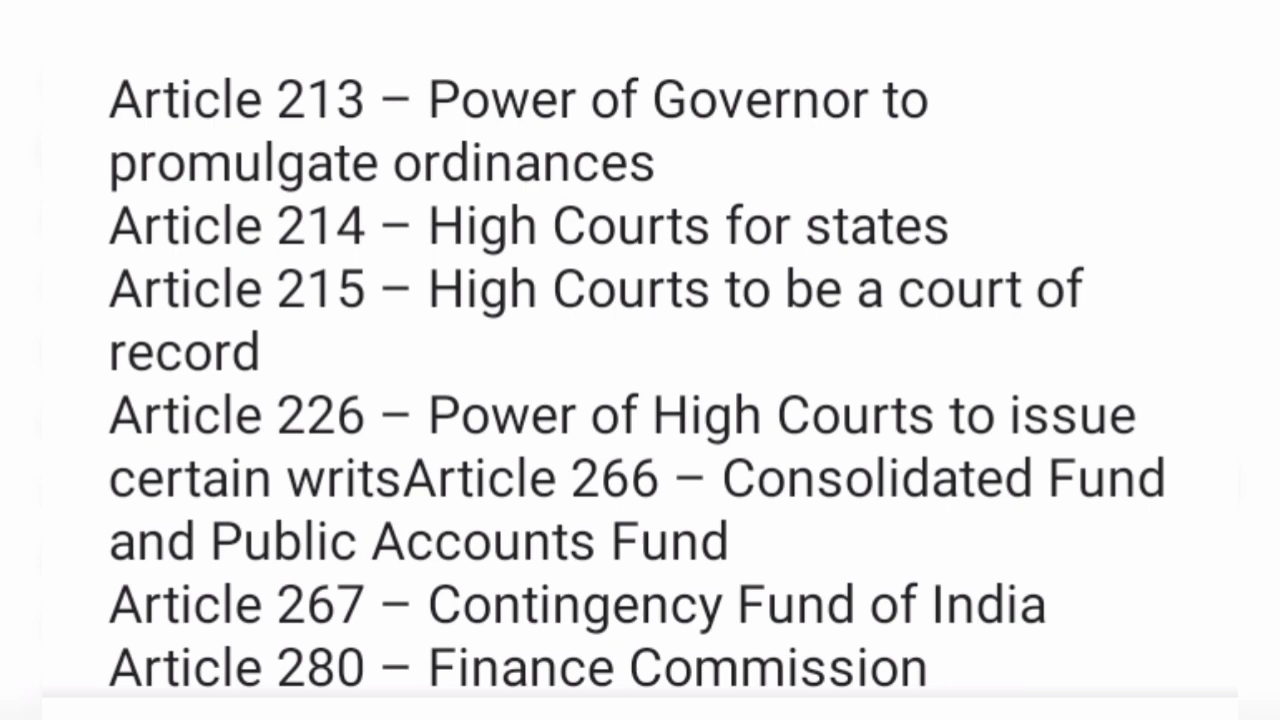 Article 213 – Power of Governor to
promulgate ordinances
Article 214 – High Courts for states
Article 215 – High Courts to be a court of
record
Article 226 – Power of High Courts to issue
certain writsArticle 266 – Consolidated Fund
and Public Accounts Fund
Article 267 – Contingency Fund of India
Article 280 – Finance Commission